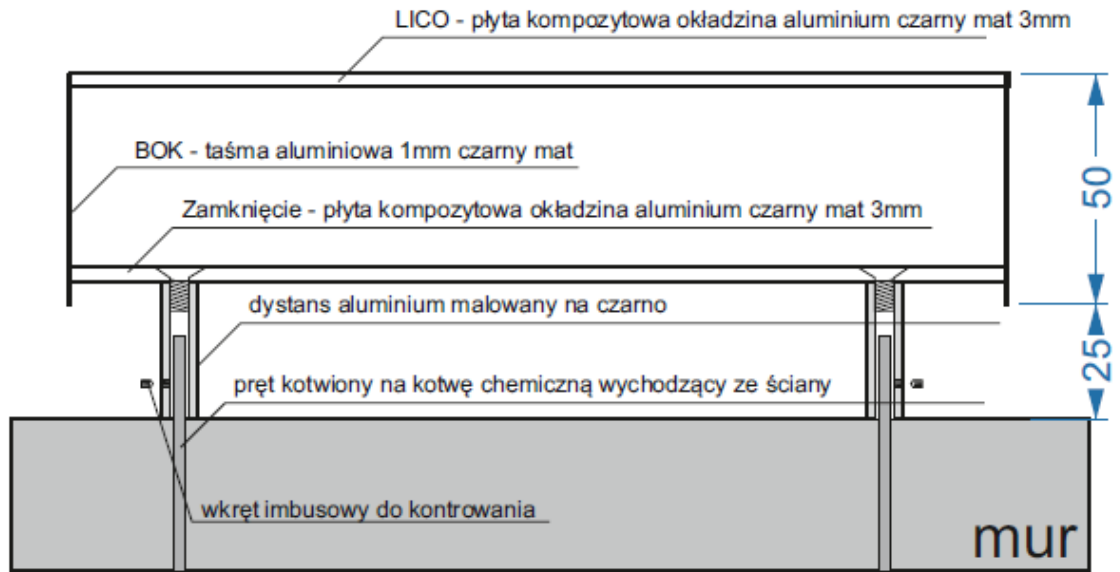 LICO - płyta kompozytowa okładzina aluminium czarny mat 3mm
BOK - taśma aluminiowa 1mm czarny mat
50
Zamknięcie - płyta kompozytowa okładzina aluminium czarny mat 3mm
dystans aluminium malowany na czarno
25
pręt kotwiony na kotwę chemiczną wychodzący ze ściany
wkręt imbusowy do kontrowania
mur